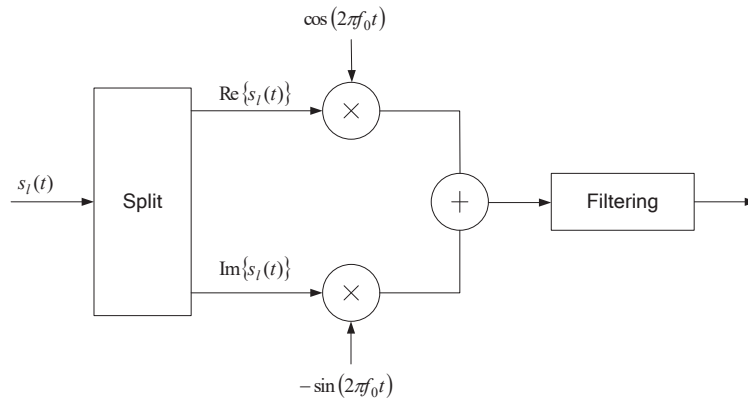 cos(2πf₀t)
Re{sₗ(t)}
×
sₗ(t)
Split
+
Filtering
Im{sₗ(t)}
×
−sin(2πf₀t)